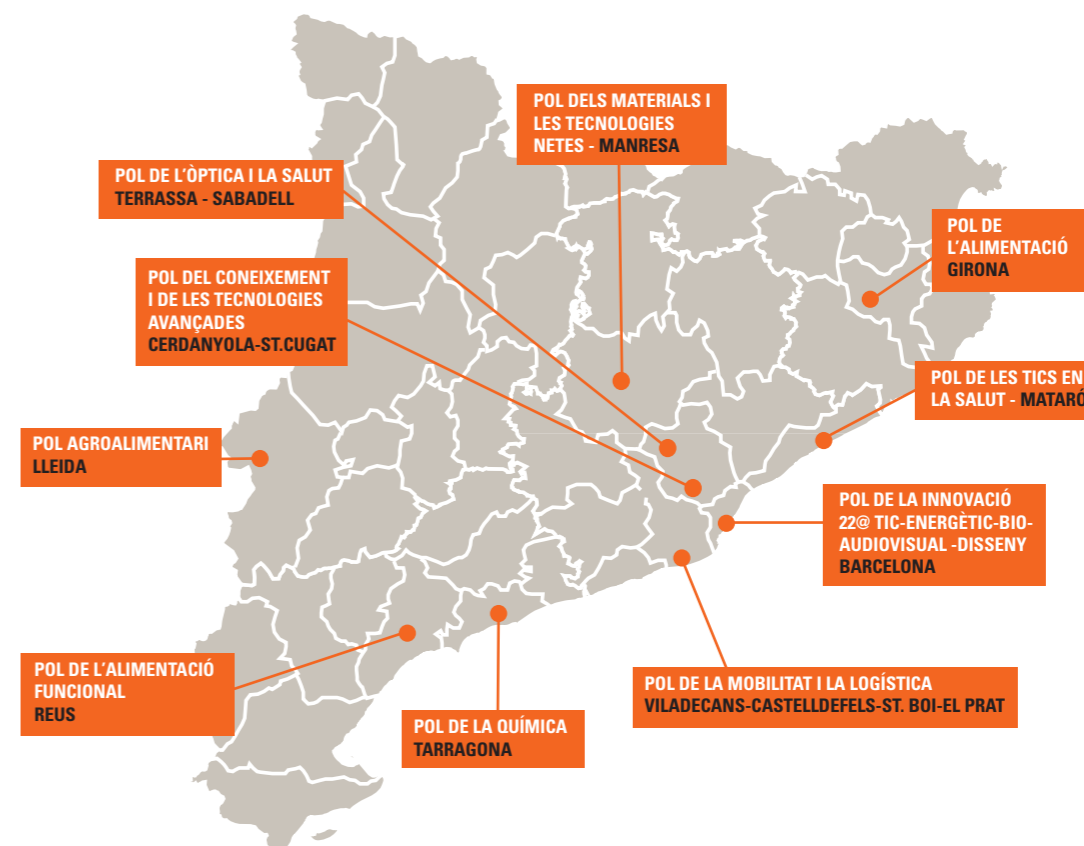 POL DELS MATERIALS I
LES TECNOLOGIES
NETES - MANRESA
POL DE L'ÒPTICA I LA SALUT
TERRASSA - SABADELL
POL DE
L'ALIMENTACIÓ
GIRONA
POL DEL CONEIXEMENT
I DE LES TECNOLOGIES
AVANÇADES
CERDANYOLA-ST.CUGAT
POL DE LES TICS EN
LA SALUT - MATARÓ
POL AGROALIMENTARI
LLEIDA
POL DE LA INNOVACIÓ
22@ TIC-ENERGÈTIC-BIO-
AUDIOVISUAL -DISSENY
BARCELONA
POL DE L'ALIMENTACIÓ
FUNCIONAL
REUS
POL DE LA MOBILITAT I LA LOGÍSTICA
VILADECANS-CASTELLDEFELS-ST. BOI-EL PRAT
POL DE LA QUÍMICA
TARRAGONA